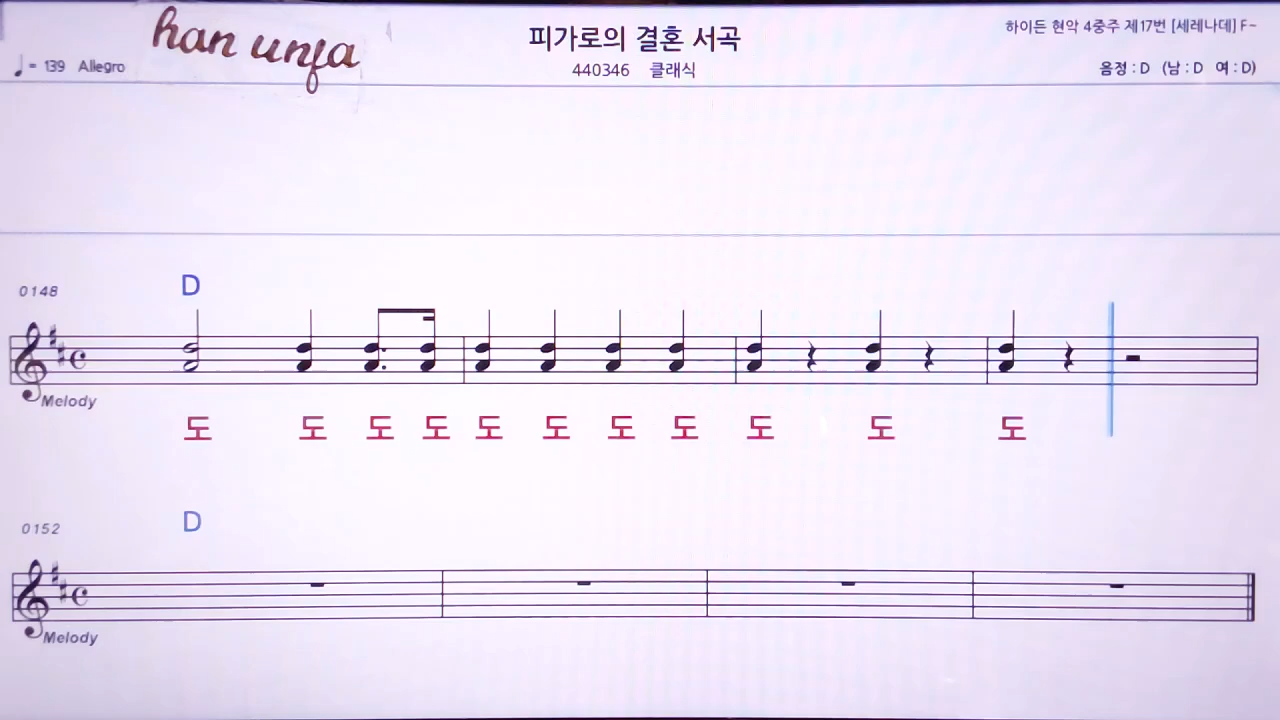 han unfa
피가로의 결혼 서곡
하이든 현악 4중주 제17번 [세레나데] F~
♩= 139 Allegro
440346 클래식
음정 : D (남 : D 여 : D)
0148
D
Melody
도 도 도 도 도 도 도 도 도 도 도
0152
D
Melody